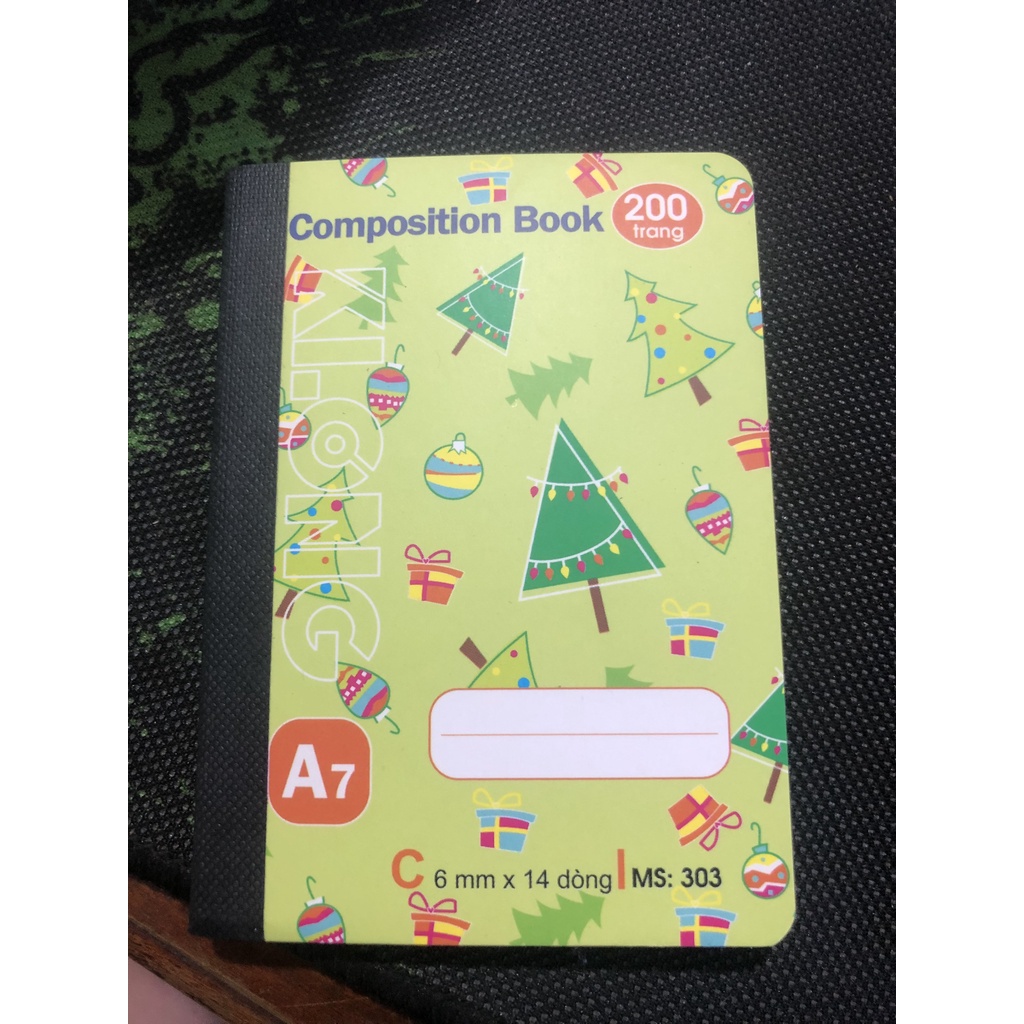 Composition Book
200
trang
KLONG
A7
C 6 mm x 14 dòng MS: 303